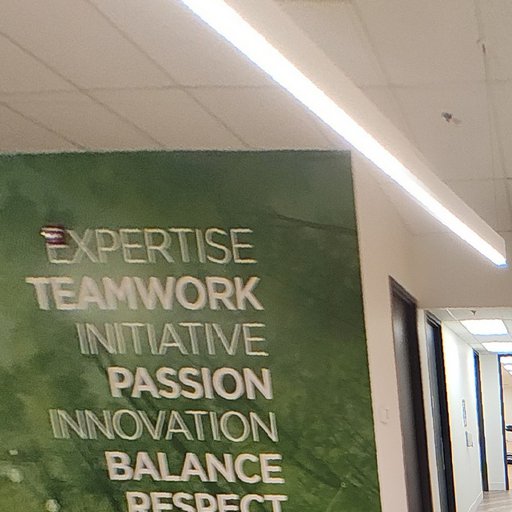 EXPERTISE
TEAMWORK
INITIATIVE
PASSION
INNOVATION
BALANCE
RESPECT